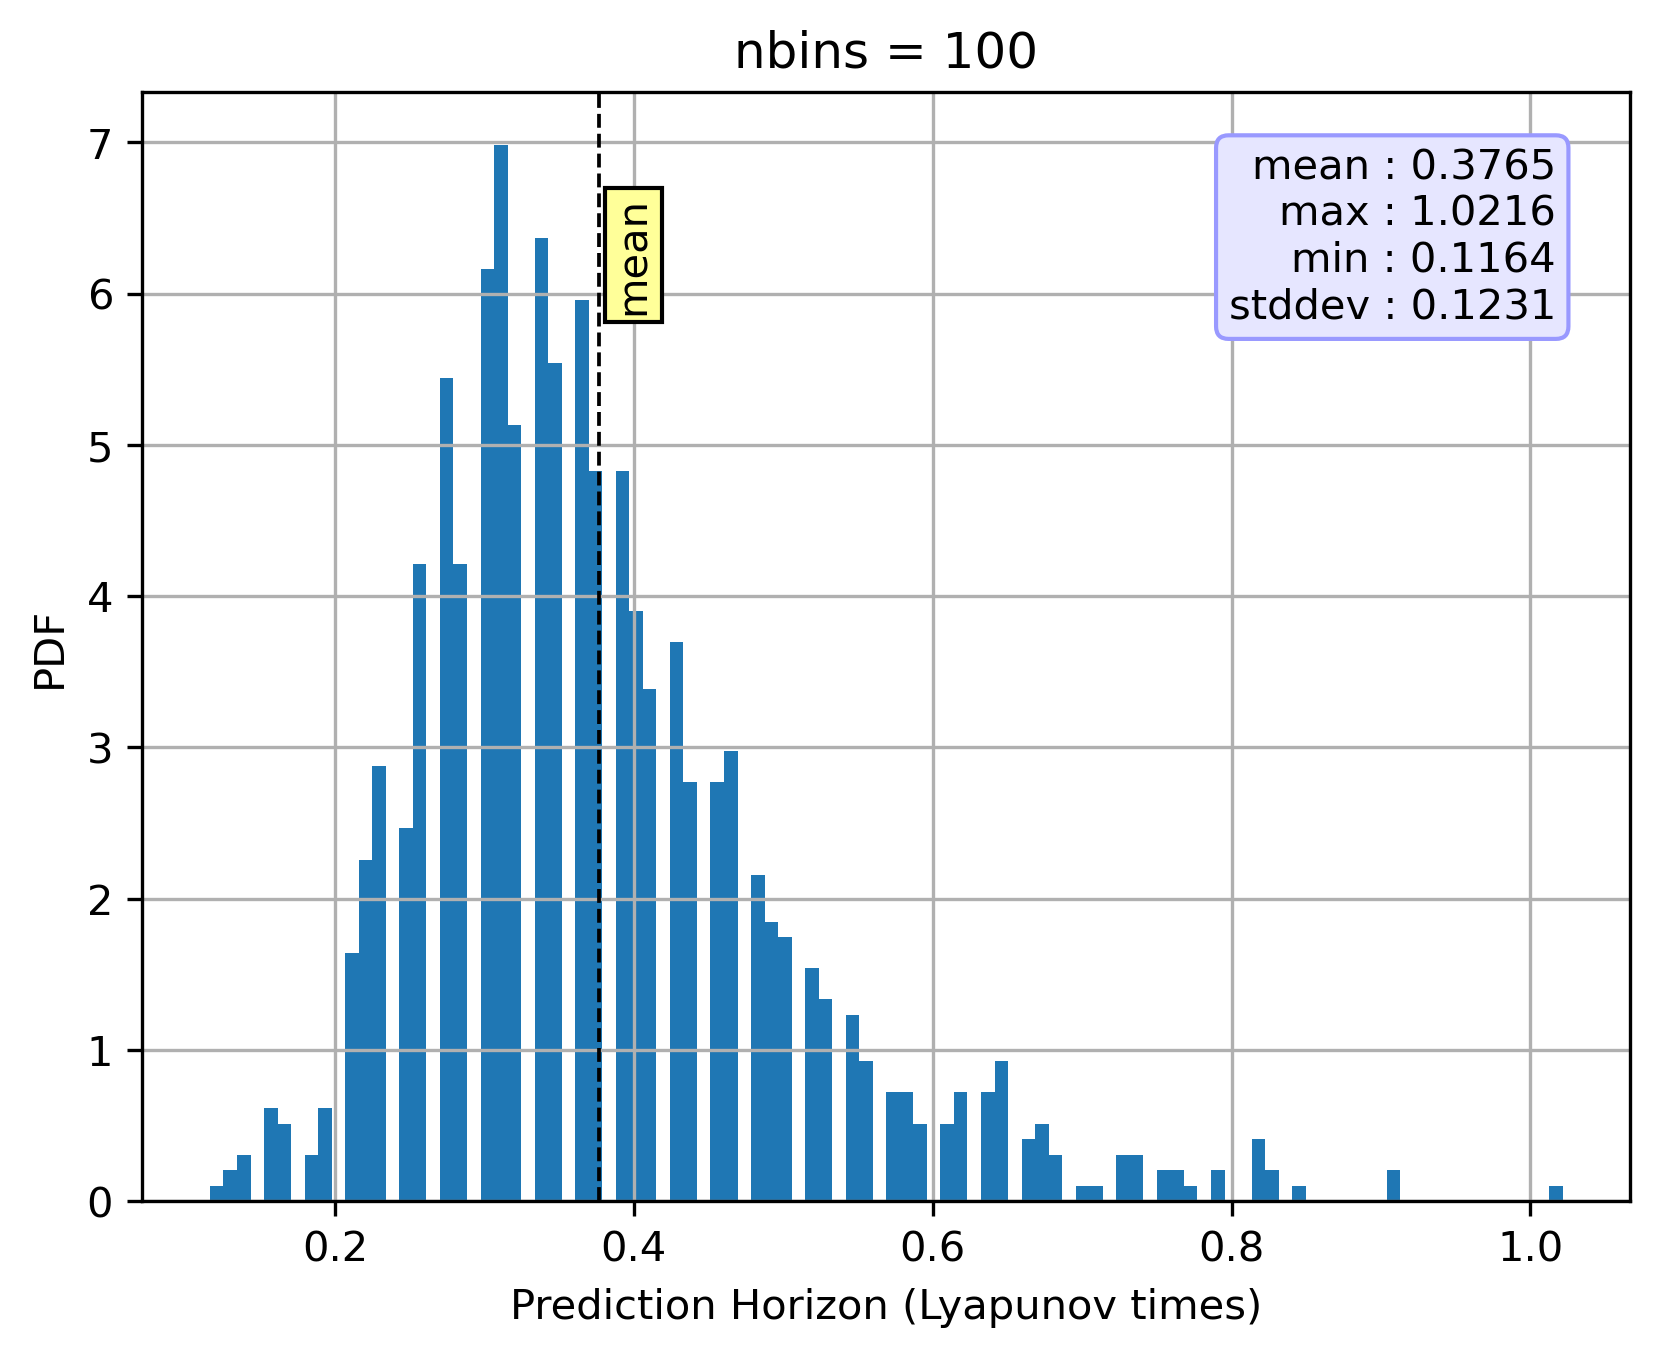 nbins = 100
7
6
5
4
3
2
1
0
PDF
mean
mean : 0.3765
max : 1.0216
min : 0.1164
stddev : 0.1231
0.2
0.4
0.6
0.8
1.0
Prediction Horizon (Lyapunov times)